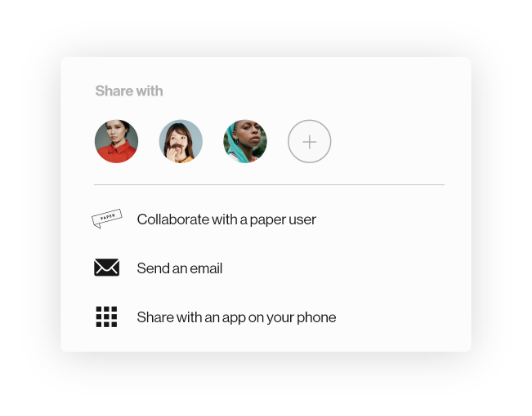 Share with
PAPER
Collaborate with a paper user
Send an email
Share with an app on your phone